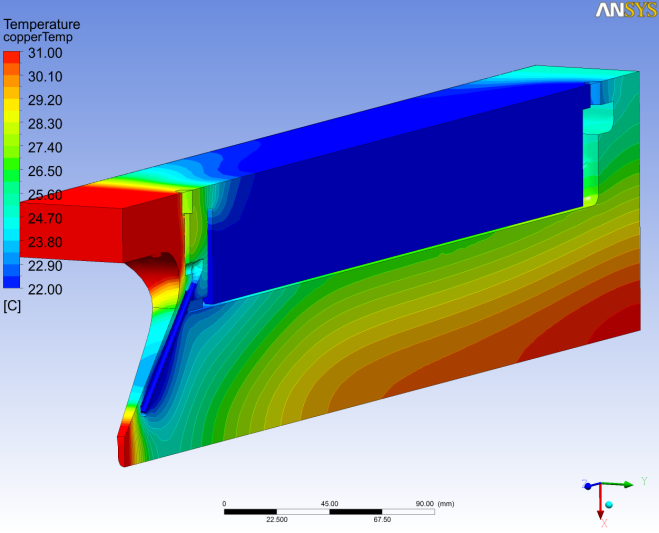 ANSYS
Temperature
copperTemp
31.00
30.10
29.20
28.30
27.40
26.50
25.60
24.70
23.80
22.90
22.00
[C]
0 45.00 90.00 (mm)
22.500 67.50
Z Y
X